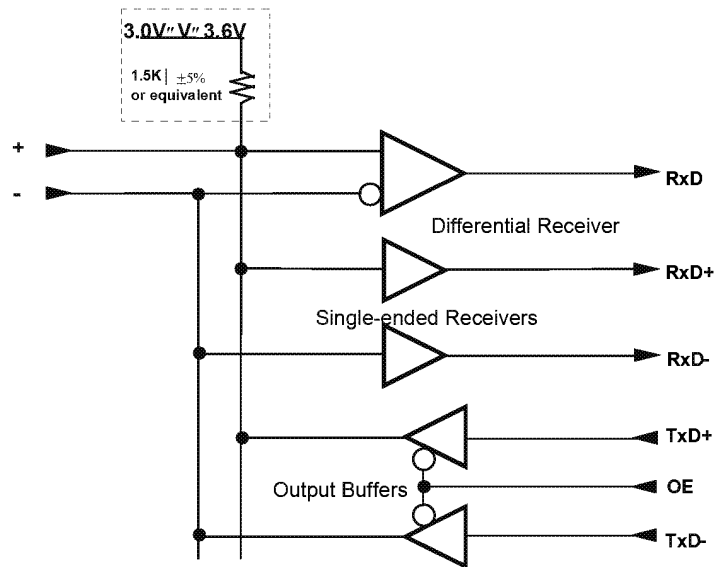 3.0V" V" 3.6V
1.5K| ±5%
or equivalent
+
-
RxD
Differential Receiver
RxD+
Single-ended Receivers
RxD-
TxD+
Output Buffers
OE
TxD-